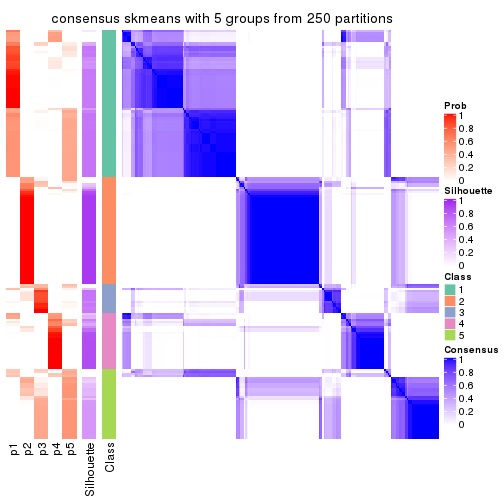 consensus skmeans with 5 groups from 250 partitions
Prob
1
0.8
0.6
0.4
0.2
0
Silhouette
1
0.8
0.6
0.4
0.2
0
Class
1
2
3
4
5
Consensus
1
0.8
0.6
0.4
0.2
0
p1
p2
p3
p4
p5
Silhouette
Class